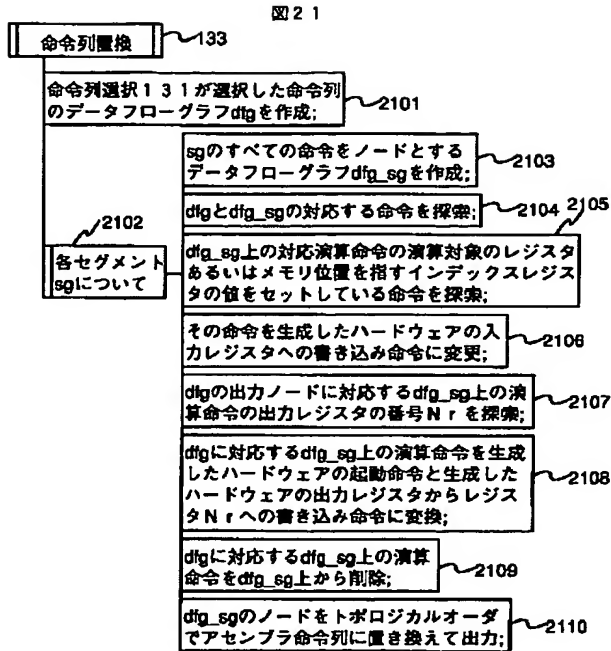 図２１
命令列置換
133
命令列選択１３１が選択した命令列
のデータフローグラフdfgを作成;
2101
2102
各セグメント
sgについて
sgのすべての命令をノードとする
データフローグラフdfg_sgを作成;
2103
dfgとdfg_sgの対応する命令を探索;
2104
2105
dfg_sg上の対応演算命令の演算対象のレジスタ
あるいはメモリ位置を指すインデックスレジス
タの値をセットしている命令を探索;
その命令を生成したハードウェアの入
力レジスタへの書き込み命令に変更;
2106
dfgの出力ノードに対応するdfg_sg上の演
算命令の出力レジスタの番号Ｎｒを探索;
2107
dfgに対応するdfg_sg上の演算命令を生成
したハードウェアの起動命令と生成した
ハードウェアの出力レジスタからレジス
タＮｒへの書き込み命令に変換;
2108
dfgに対応するdfg_sg上の演算
命令をdfg_sg上から削除;
2109
dfg_sgのノードをトポロジカルオーダ
でアセンブラ命令列に置き換えて出力;
2110